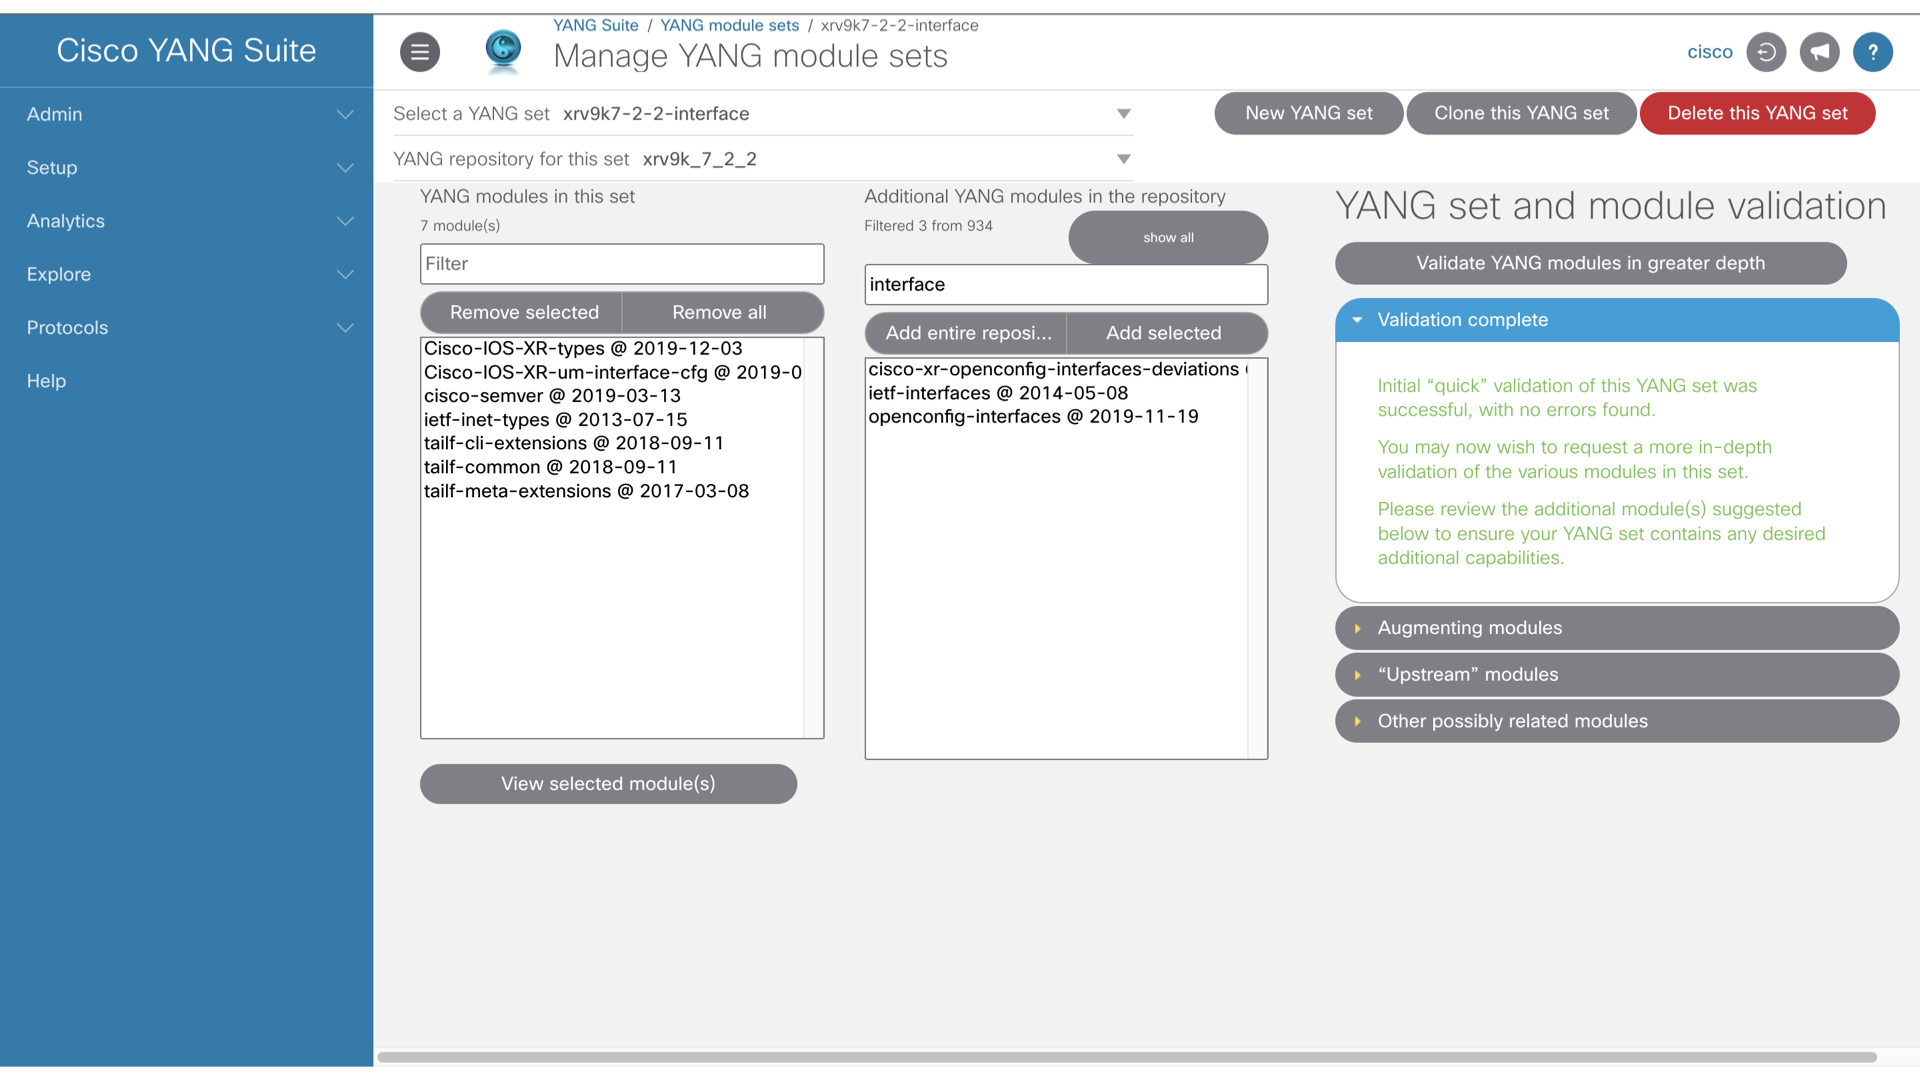 Cisco YANG Suite
Admin
Setup
Analytics
Explore
Protocols
Help
YANG Suite / YANG module sets / xrv9k7-2-2-interface
Manage YANG module sets
cisco
?
Select a YANG set xrv9k7-2-2-interface
New YANG set
Clone this YANG set
Delete this YANG set
YANG repository for this set xrv9k_7_2_2
YANG modules in this set
7 module(s)
Filter
Remove selected
Remove all
Cisco-IOS-XR-types @ 2019-12-03
Cisco-IOS-XR-um-interface-cfg @ 2019-0
cisco-semver @ 2019-03-13
ietf-inet-types @ 2013-07-15
tailf-cli-extensions @ 2018-09-11
tailf-common @ 2018-09-11
tailf-meta-extensions @ 2017-03-08
View selected module(s)
Additional YANG modules in the repository
Filtered 3 from 934
show all
interface
Add entire reposi...
Add selected
cisco-xr-openconfig-interfaces-deviations
ietf-interfaces @ 2014-05-08
openconfig-interfaces @ 2019-11-19
YANG set and module validation
Validate YANG modules in greater depth
Validation complete
Initial “quick” validation of this YANG set was
successful, with no errors found.
You may now wish to request a more in-depth
validation of the various modules in this set.
Please review the additional module(s) suggested
below to ensure your YANG set contains any desired
additional capabilities.
Augmenting modules
“Upstream” modules
Other possibly related modules